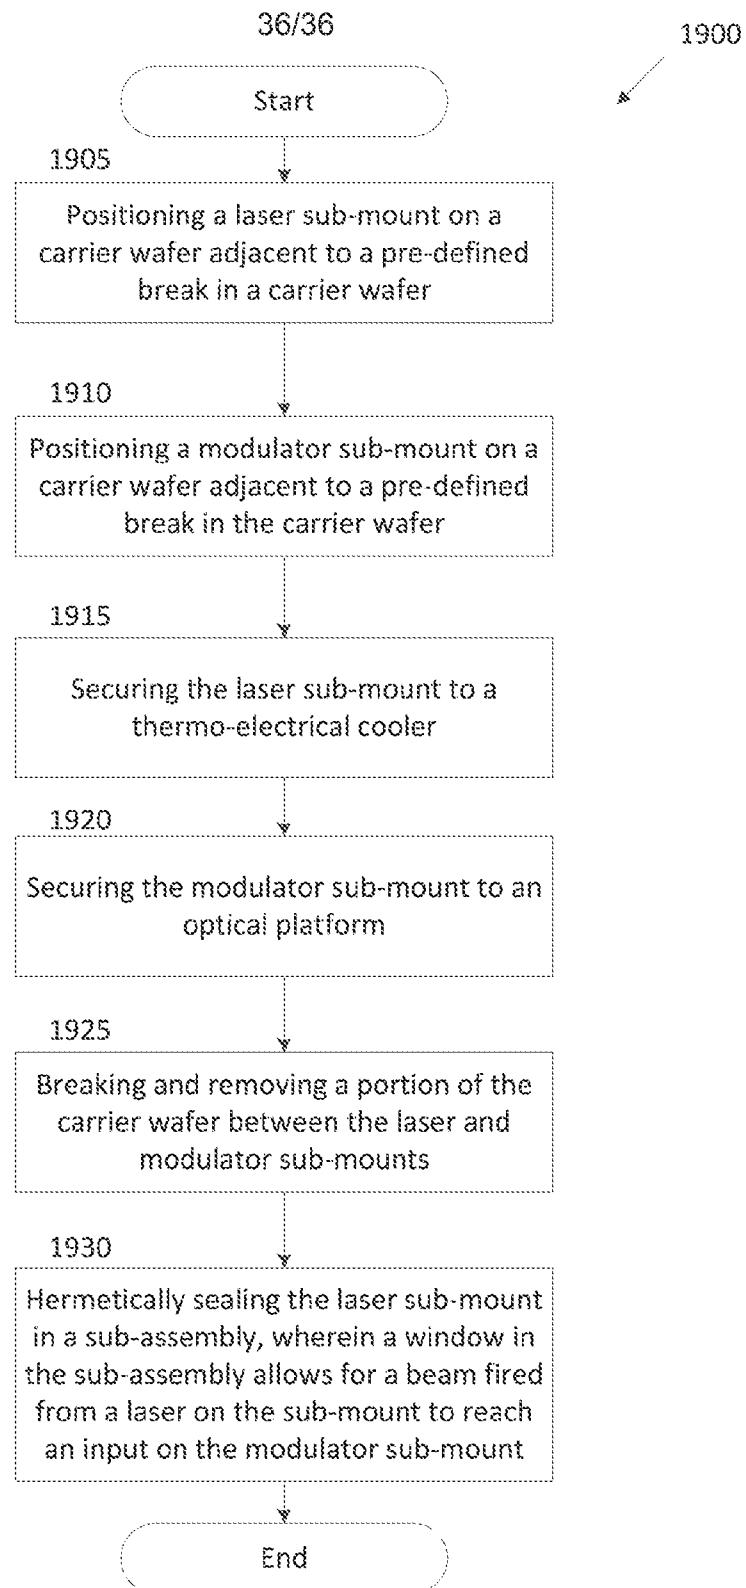 36/36
1900
Start
1905
Positioning a laser sub-mount on a
carrier wafer adjacent to a pre-defined
break in a carrier wafer
1910
Positioning a modulator sub-mount on a
carrier wafer adjacent to a pre-defined
break in the carrier wafer
1915
Securing the laser sub-mount to a
thermo-electrical cooler
1920
Securing the modulator sub-mount to an
optical platform
1925
Breaking and removing a portion of the
carrier wafer between the laser and
modulator sub-mounts
1930
Hermetically sealing the laser sub-mount
in a sub-assembly, wherein a window in
the sub-assembly allows for a beam fired
from a laser on the sub-mount to reach
an input on the modulator sub-mount
End